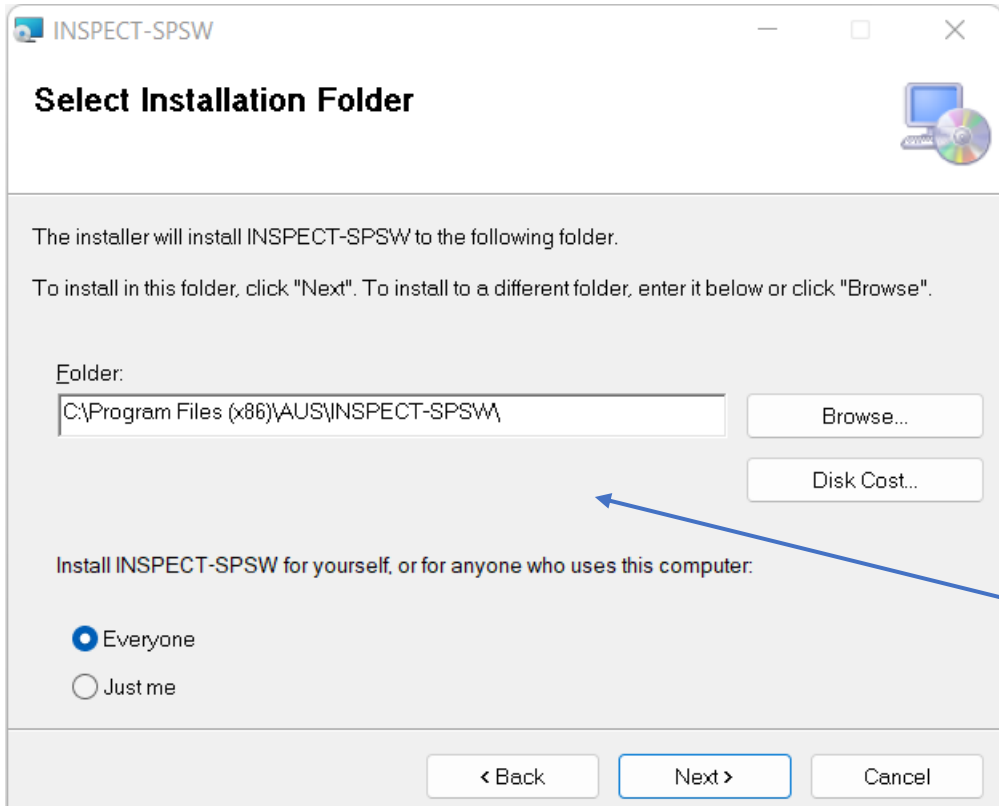 INSPECT-SPSW
Select Installation Folder
The installer will install INSPECT-SPSW to the following folder.
To install in this folder, click "Next". To install to a different folder, enter it below or click "Browse".
Folder:
C:\Program Files (x86)\AUS\INSPECT-SPSW\
Browse...
Disk Cost...
Install INSPECT-SPSW for yourself, or for anyone who uses this computer:
Everyone
Just me
< Back
Next >
Cancel